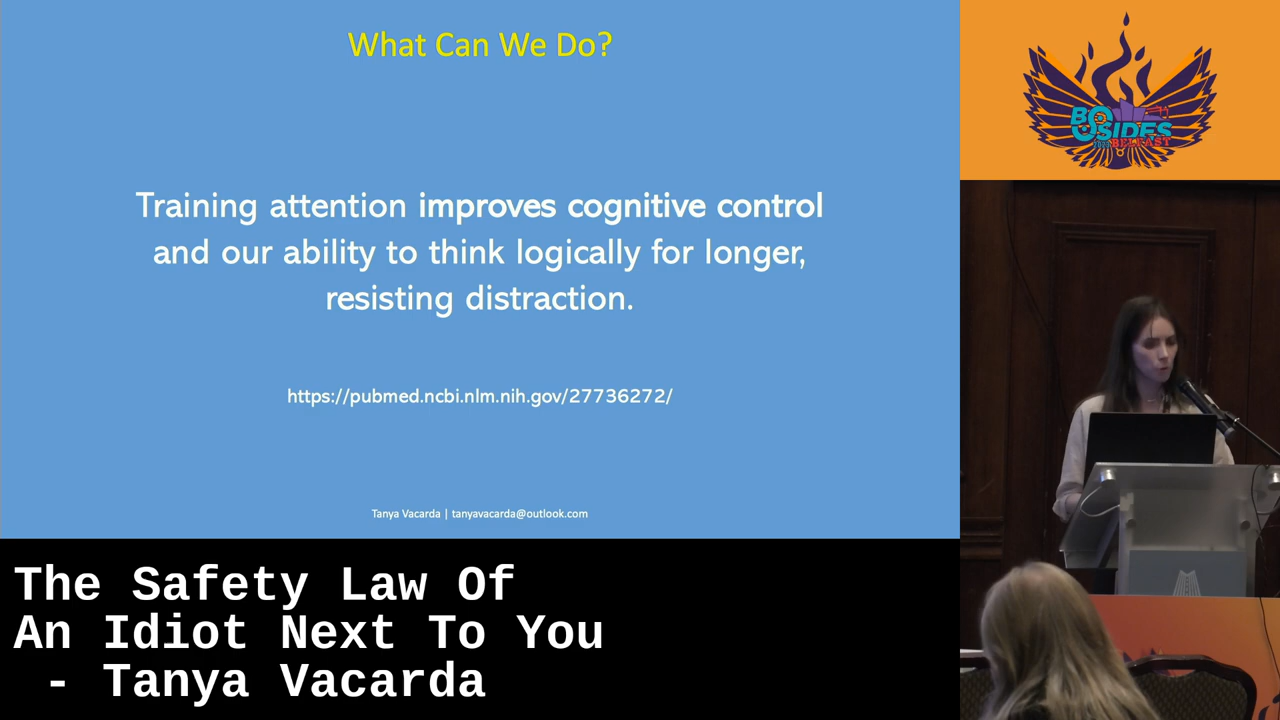 What Can We Do?
Training attention improves cognitive control
and our ability to think logically for longer,
resisting distraction.
https://pubmed.ncbi.nlm.nih.gov/27736272/
Tanya Vacarda | tanyavacarda@outlook.com
BSIDES
BELFAST
The Safety Law Of
An Idiot Next To You
- Tanya Vacarda